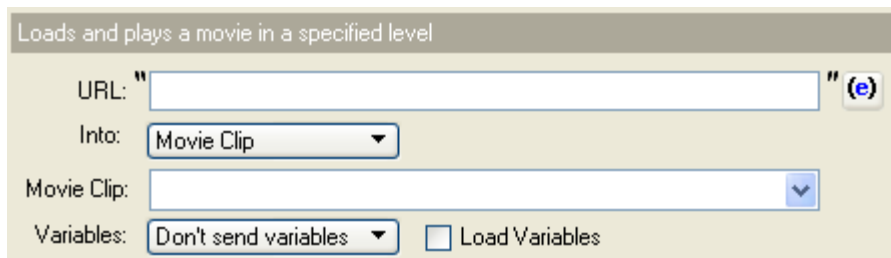 Loads and plays a movie in a specified level
URL: " " (e)
Into: Movie Clip
Movie Clip:
Variables: Don't send variables Load Variables